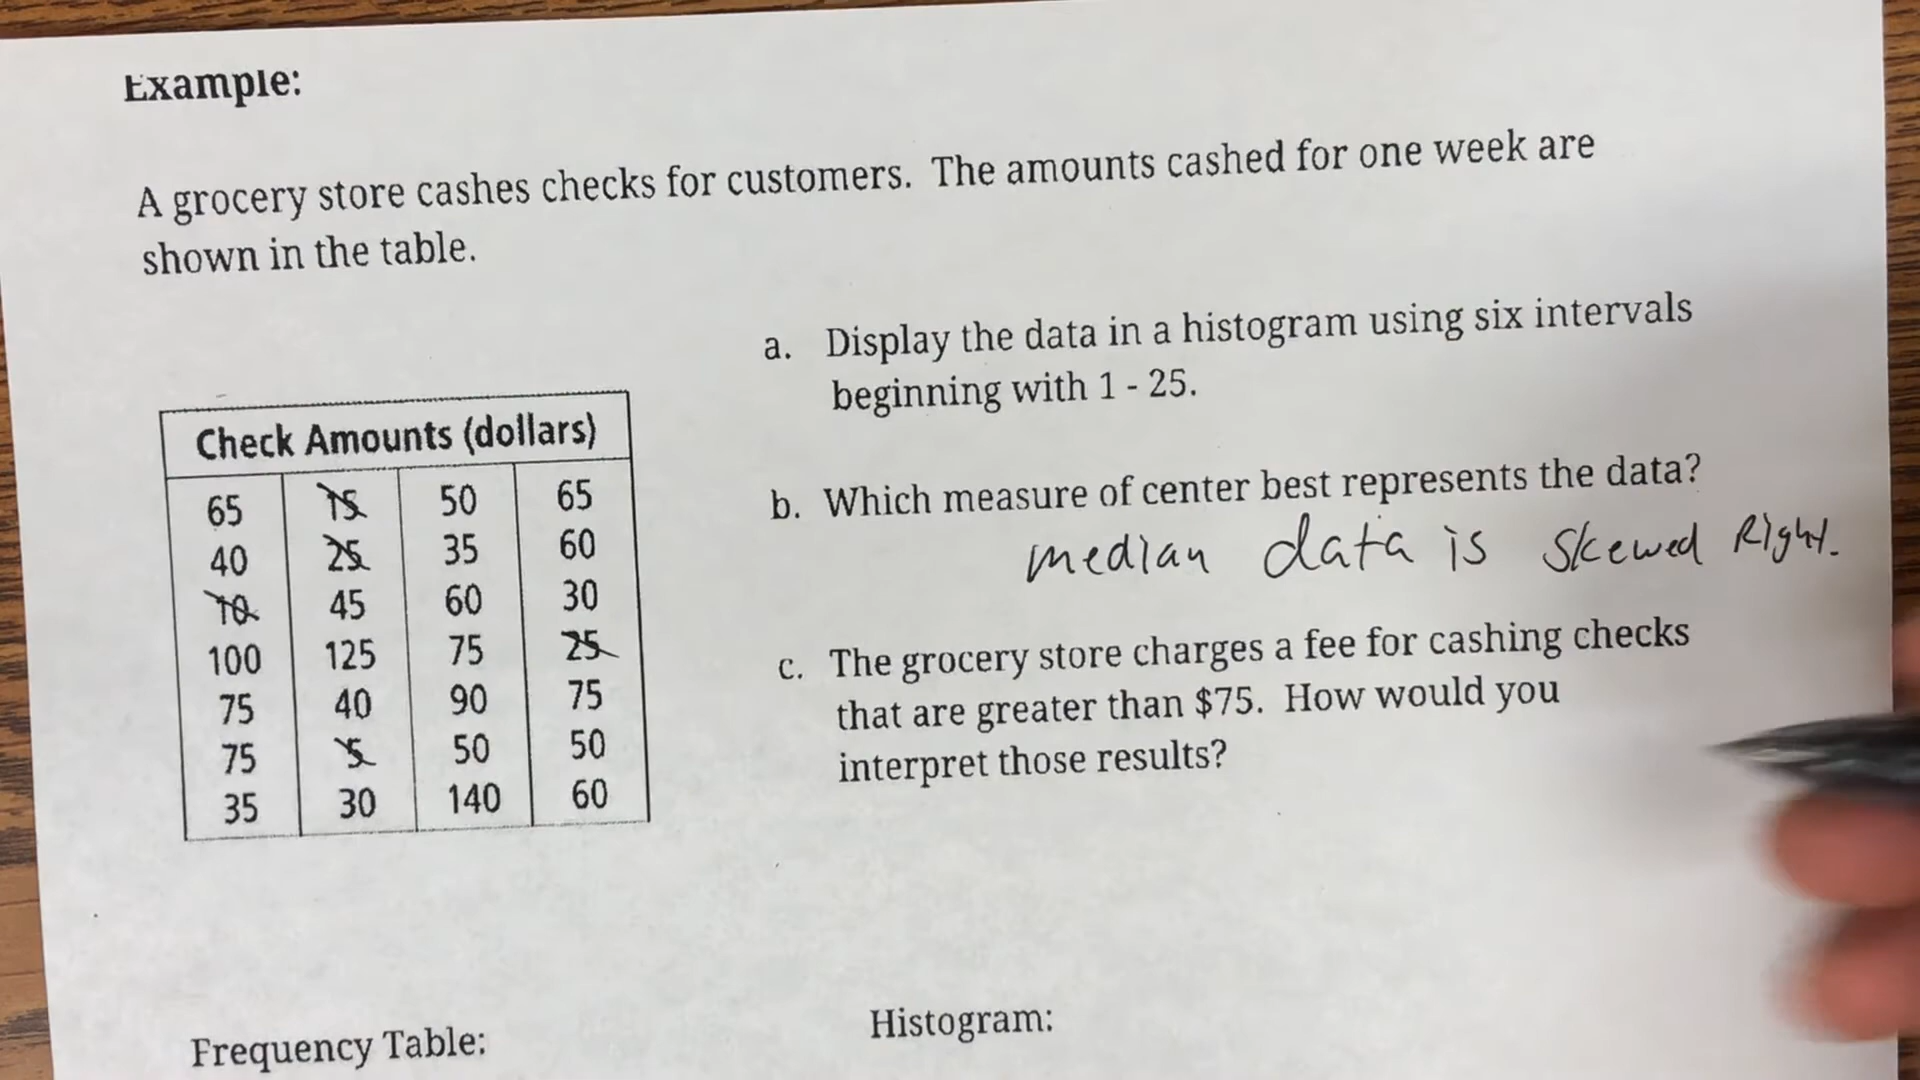 Example:
A grocery store cashes checks for customers. The amounts cashed for one week are
shown in the table.
a. Display the data in a histogram using six intervals
beginning with 1 - 25.
b. Which measure of center best represents the data?
median data is skewed Right.
c. The grocery store charges a fee for cashing checks
that are greater than $75. How would you
interpret those results?
Check Amounts (dollars)
65 15 50 65
40 25 35 60
10 45 60 30
100 125 75 25
75 40 90 75
75 5 50 50
35 30 140 60
Frequency Table:
Histogram: